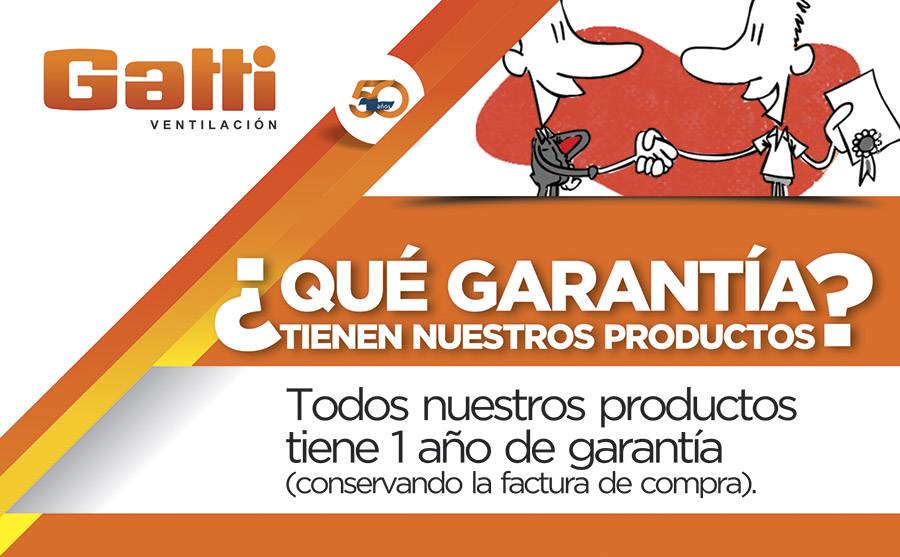 Gatti
VENTILACIÓN
50
años
¿QUÉ GARANTÍA
TIENEN NUESTROS PRODUCTOS?
Todos nuestros productos
tiene 1 año de garantía
(conservando la factura de compra).